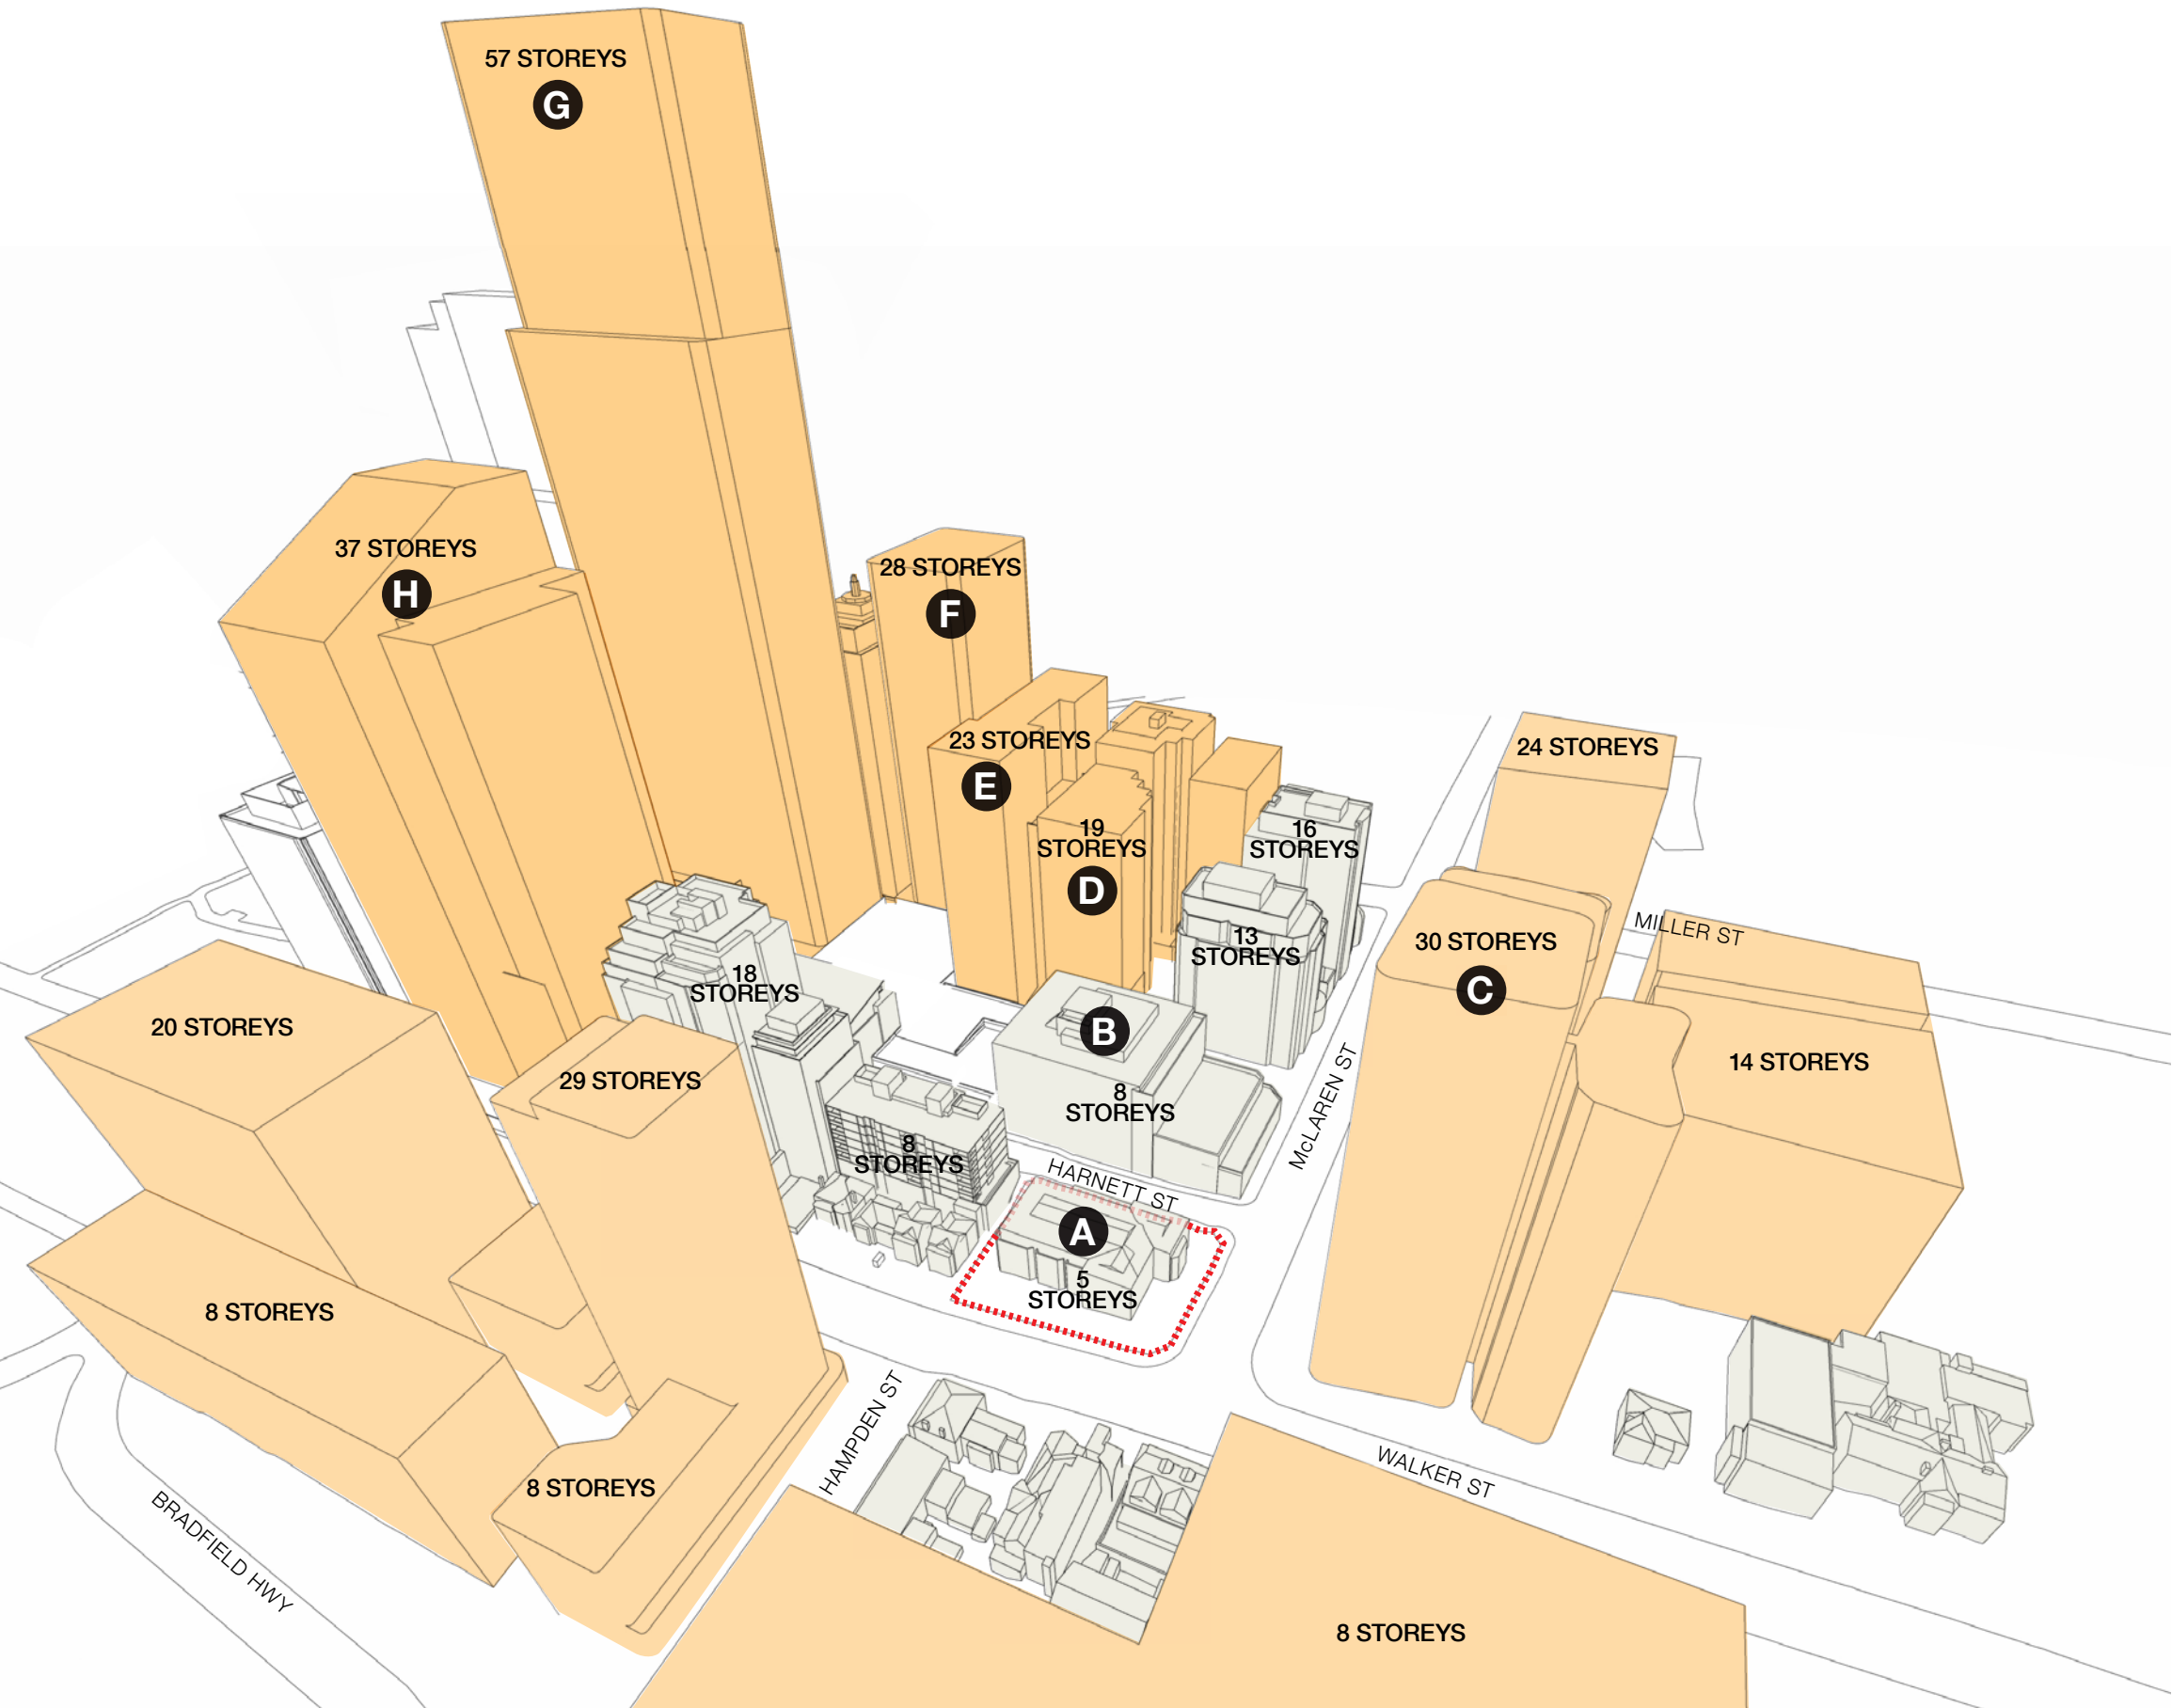 57 STOREYS
G
37 STOREYS
H
28 STOREYS
F
23 STOREYS
E
24 STOREYS
19
STOREYS
D
16
STOREYS
13
STOREYS
30 STOREYS
C
MILLER ST
18
STOREYS
20 STOREYS
29 STOREYS
B
8
STOREYS
14 STOREYS
McLAREN ST
8
STOREYS
HARNETT ST
A
5
STOREYS
8 STOREYS
HAMPDEN ST
8 STOREYS
WALKER ST
BRADFIELD HWY
8 STOREYS